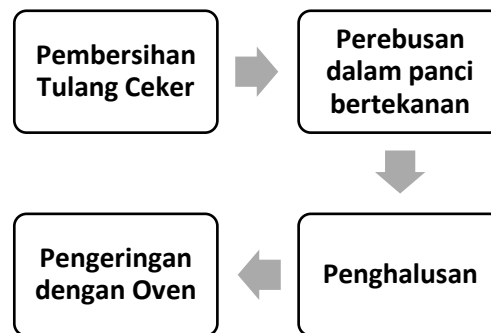 Pembersihan
Tulang Ceker
Perebusan
dalam panci
bertekanan
Penghalusan
Pengeringan
dengan Oven